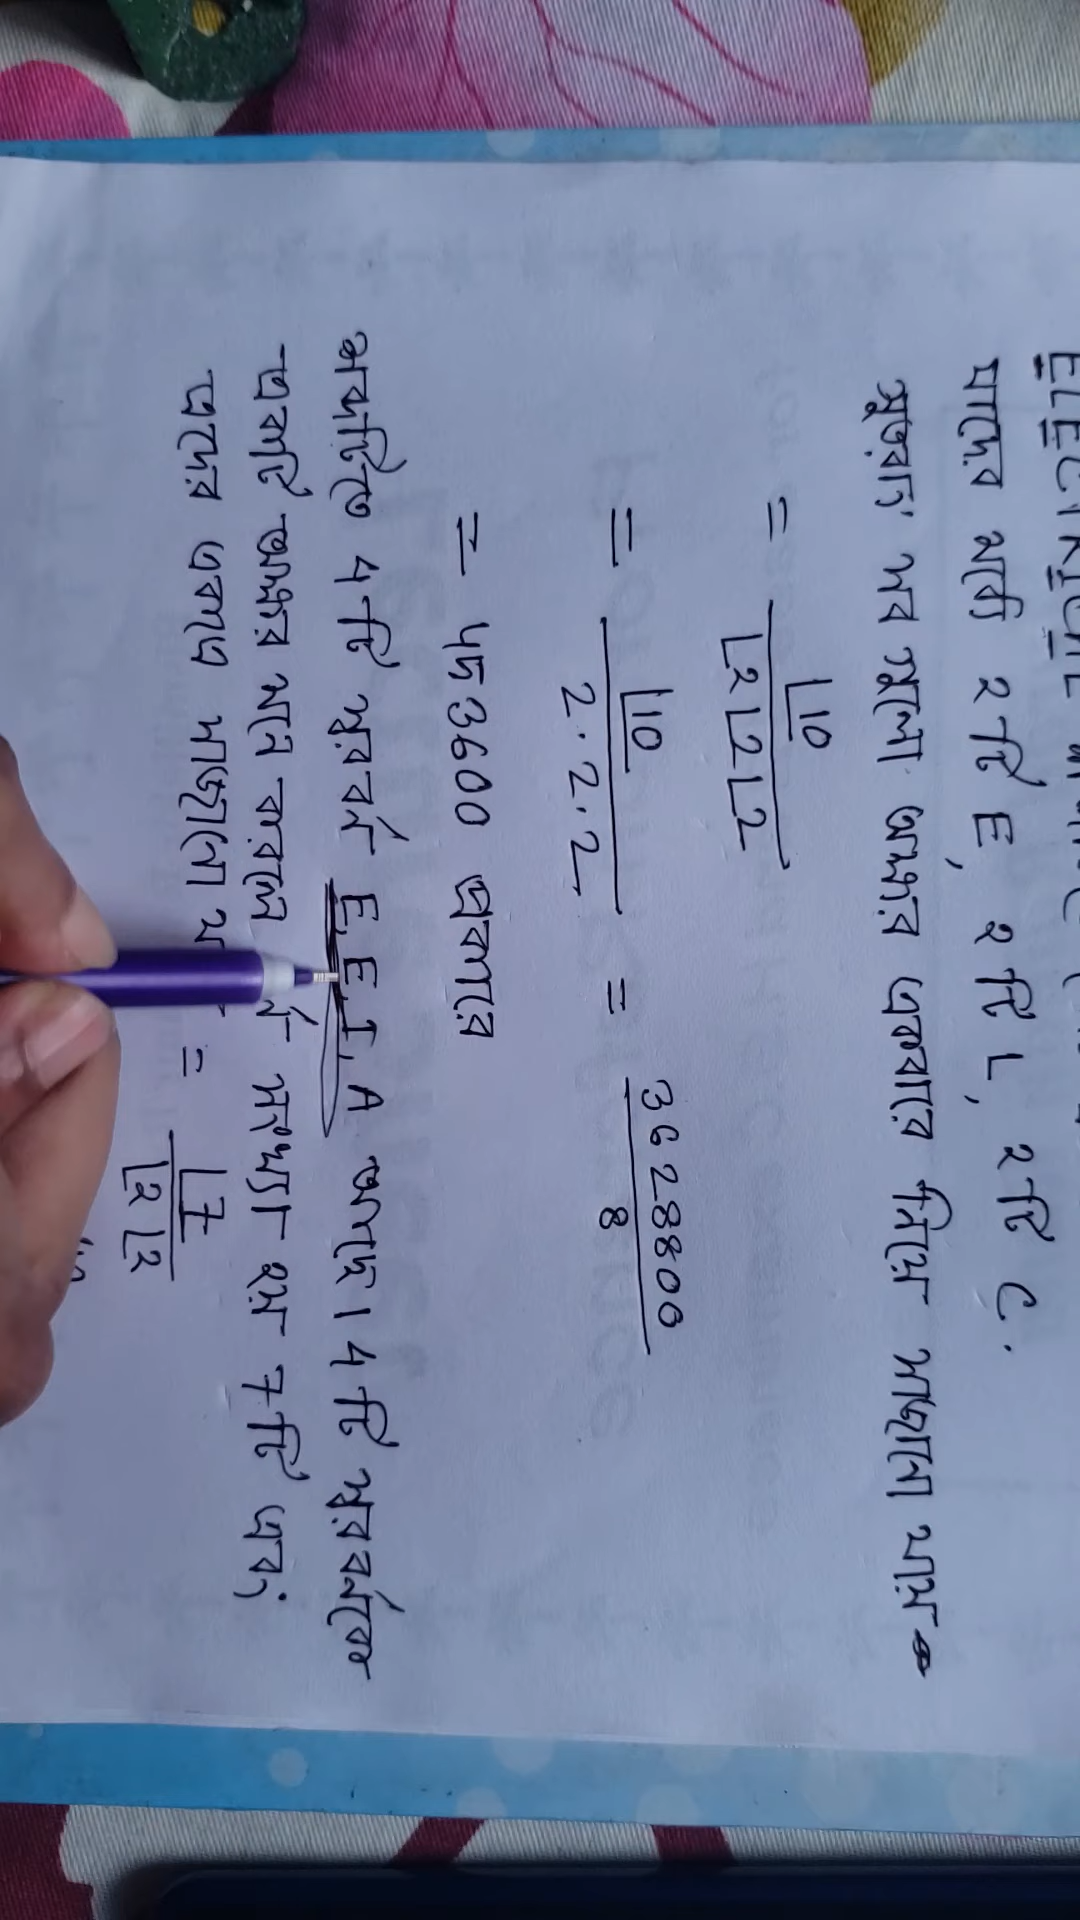 ELECTRICAL
যাদের মধ্যে 2 টি E, 2 টি L, 2 টি C.
সুতরাং সব গুলো অক্ষর একবারে নিয়ে সাজানো যায়
= ∟10 / ∟2 ∟2 ∟2
= ∟10 / 2·2·2 = 3628800 / 8
= 453600 প্রকারে
শব্দটিতে 4 টি স্বরবর্ণ E, E, I, A আছে। 4 টি স্বরবর্ণকে
একটি অক্ষর মনে করলে বর্ণ সংখ্যা হয় 7 টি এবং
এদের একত্রে সাজানো = ∟7 / ∟2 ∟2